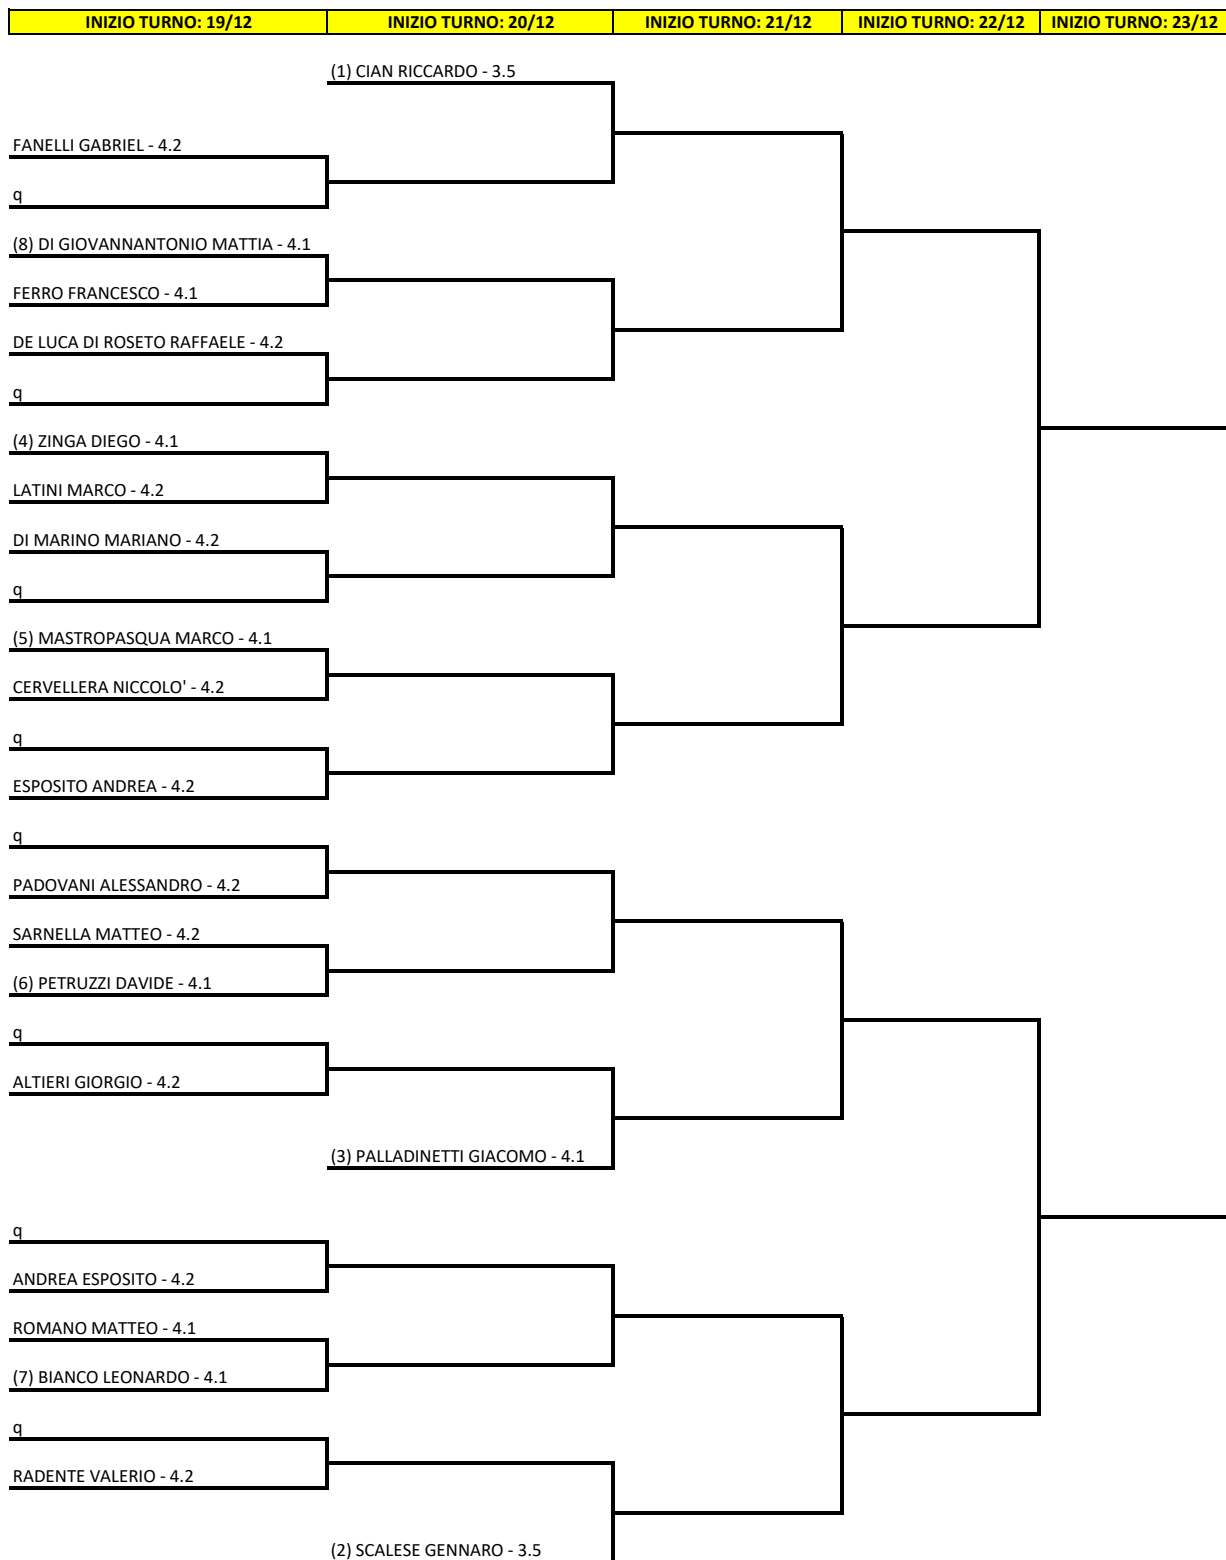 INIZIO TURNO: 19/12 INIZIO TURNO: 20/12 INIZIO TURNO: 21/12 INIZIO TURNO: 22/12 INIZIO TURNO: 23/12
(1) CIAN RICCARDO - 3.5
FANELLI GABRIEL - 4.2
q
(8) DI GIOVANNANTONIO MATTIA - 4.1
FERRO FRANCESCO - 4.1
DE LUCA DI ROSETO RAFFAELE - 4.2
q
(4) ZINGA DIEGO - 4.1
LATINI MARCO - 4.2
DI MARINO MARIANO - 4.2
q
(5) MASTROPASQUA MARCO - 4.1
CERVELLERA NICCOLO' - 4.2
q
ESPOSITO ANDREA - 4.2
q
PADOVANI ALESSANDRO - 4.2
SARNELLA MATTEO - 4.2
(6) PETRUZZI DAVIDE - 4.1
q
ALTIERI GIORGIO - 4.2
(3) PALLADINETTI GIACOMO - 4.1
q
ANDREA ESPOSITO - 4.2
ROMANO MATTEO - 4.1
(7) BIANCO LEONARDO - 4.1
q
RADENTE VALERIO - 4.2
(2) SCALESE GENNARO - 3.5